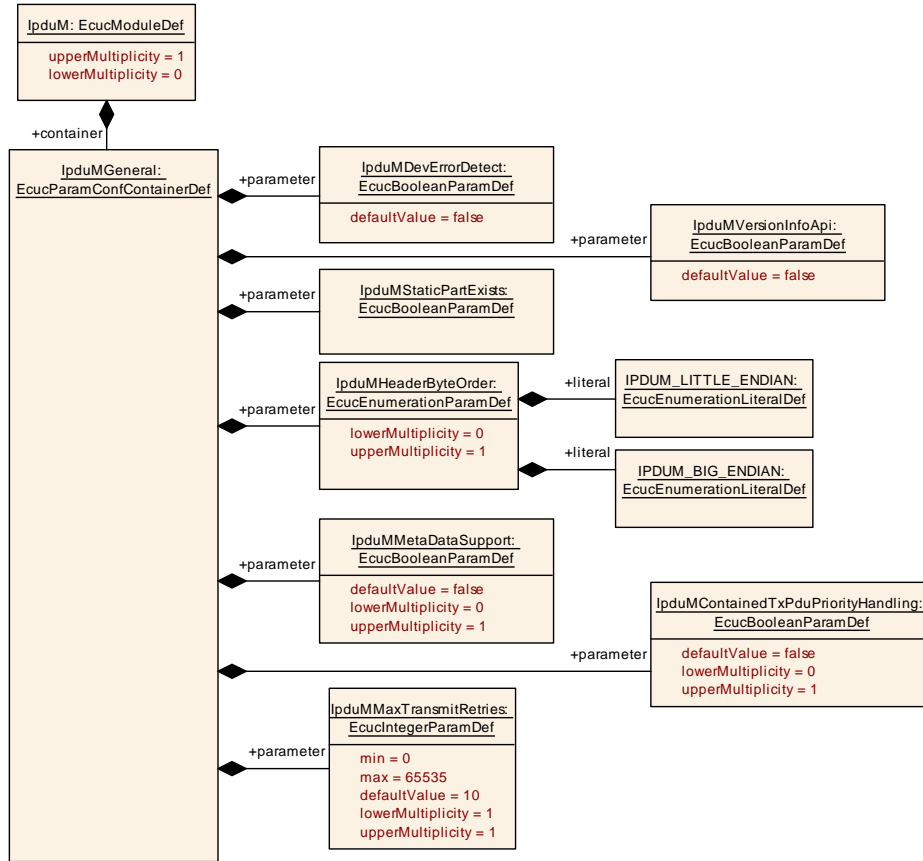 IpduM: EcucModuleDef
upperMultiplicity = 1
lowerMultiplicity = 0
+container
IpduMGeneral:
EcucParamConfContainerDef
+parameter
IpduMDevErrorDetect:
EcucBooleanParamDef
defaultValue = false
+parameter
IpduMVersionInfoApi:
EcucBooleanParamDef
defaultValue = false
+parameter
IpduMStaticPartExists:
EcucBooleanParamDef
+parameter
IpduMHeaderByteOrder:
EcucEnumerationParamDef
lowerMultiplicity = 0
upperMultiplicity = 1
+literal
IPDUM_LITTLE_ENDIAN:
EcucEnumerationLiteralDef
+literal
IPDUM_BIG_ENDIAN:
EcucEnumerationLiteralDef
+parameter
IpduMMetaDataSupport:
EcucBooleanParamDef
defaultValue = false
lowerMultiplicity = 0
upperMultiplicity = 1
+parameter
IpduMContainedTxPduPriorityHandling:
EcucBooleanParamDef
defaultValue = false
lowerMultiplicity = 0
upperMultiplicity = 1
+parameter
IpduMMaxTransmitRetries:
EcucIntegerParamDef
min = 0
max = 65535
defaultValue = 10
lowerMultiplicity = 1
upperMultiplicity = 1